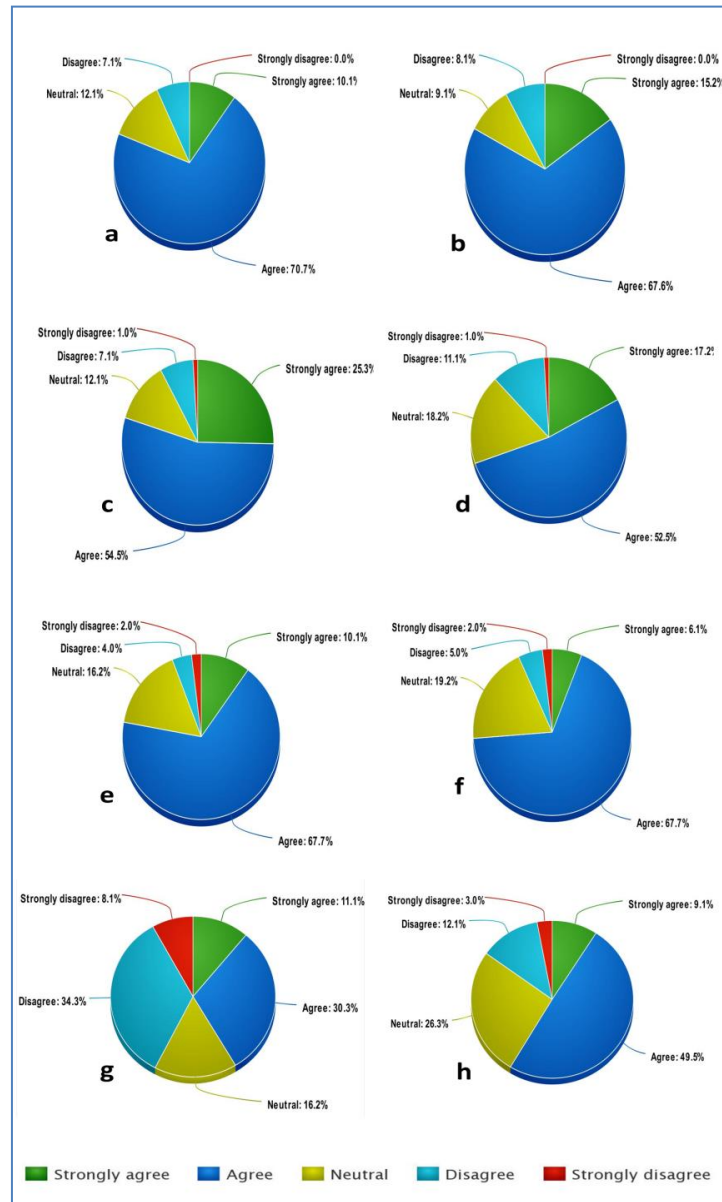 Disagree: 7.1%
Strongly disagree: 0.0%
Strongly agree: 10.1%
Neutral: 12.1%
a
Agree: 70.7%
Disagree: 8.1%
Strongly disagree: 0.0%
Strongly agree: 15.2%
Neutral: 9.1%
b
Agree: 67.6%
Strongly disagree: 1.0%
Disagree: 7.1%
Strongly agree: 25.3%
Neutral: 12.1%
c
Agree: 54.5%
Strongly disagree: 1.0%
Strongly agree: 17.2%
Disagree: 11.1%
Neutral: 18.2%
d
Agree: 52.5%
Strongly disagree: 2.0%
Strongly agree: 10.1%
Disagree: 4.0%
Neutral: 16.2%
e
Agree: 67.7%
Strongly disagree: 2.0%
Strongly agree: 6.1%
Disagree: 5.0%
Neutral: 19.2%
f
Agree: 67.7%
Strongly disagree: 8.1%
Strongly agree: 11.1%
Disagree: 34.3%
Agree: 30.3%
g
Neutral: 16.2%
Strongly disagree: 3.0%
Strongly agree: 9.1%
Disagree: 12.1%
Neutral: 26.3%
Agree: 49.5%
h
Strongly agree Agree Neutral Disagree Strongly disagree